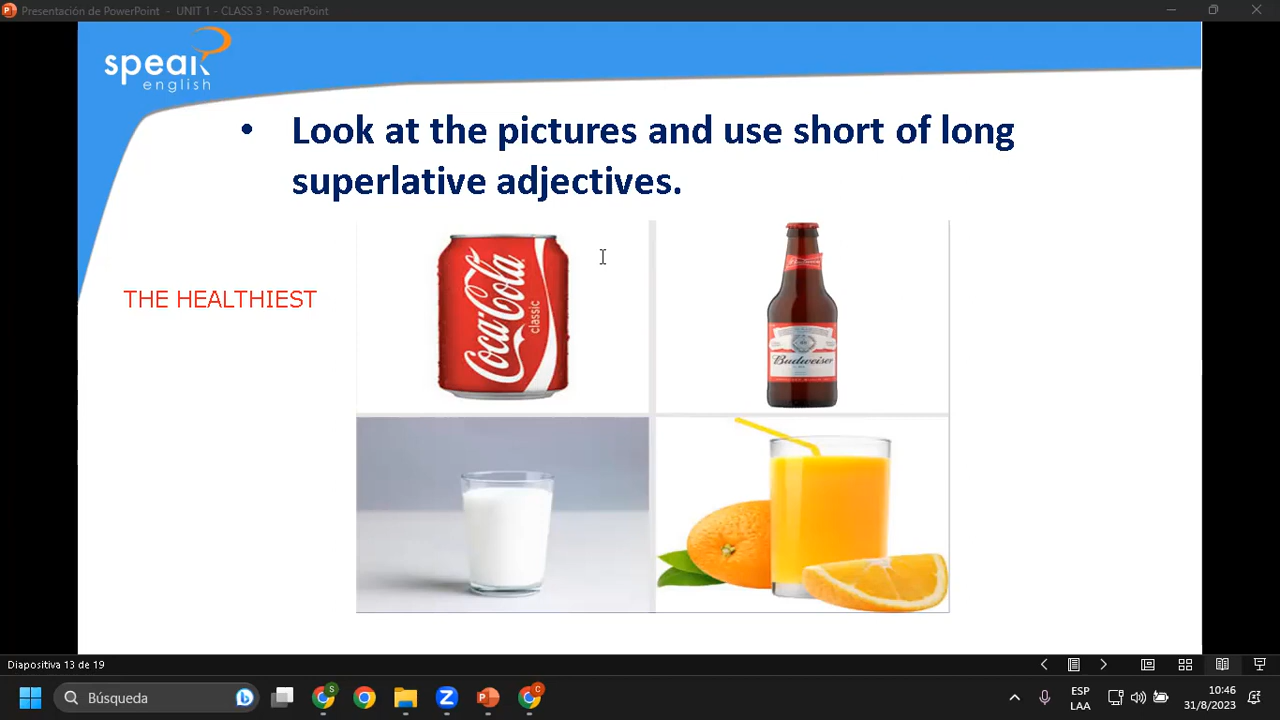 Presentación de PowerPoint - UNIT 1 - CLASS 3 - PowerPoint
speak
english
• Look at the pictures and use short of long
superlative adjectives.
THE HEALTHIEST
Coca-Cola
classic
Budweiser
Diapositiva 13 de 19
Búsqueda
ESP
LAA
10:46
31/8/2023